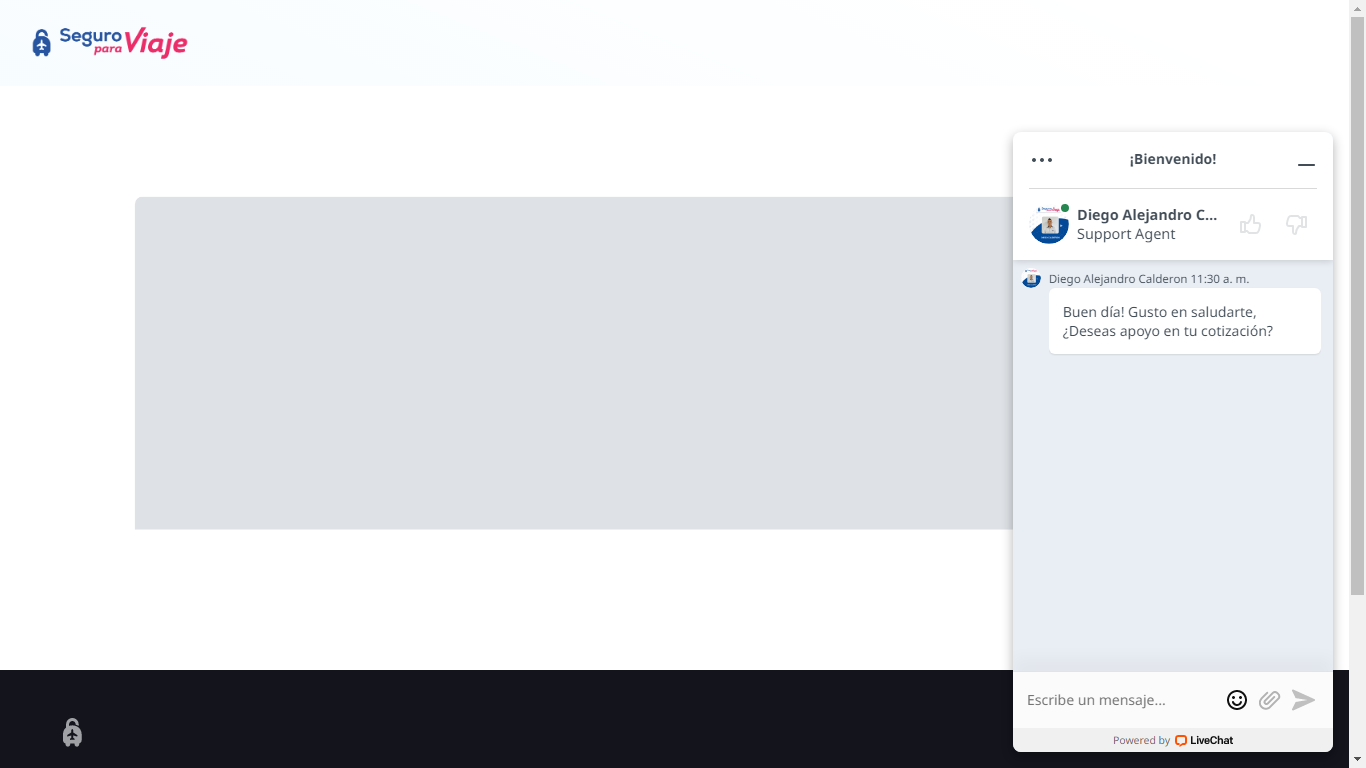 Seguro
para Viaje
¡Bienvenido!
Diego Alejandro C...
Support Agent
Diego Alejandro Calderon 11:30 a. m.
Buen día! Gusto en saludarte,
¿Deseas apoyo en tu cotización?
Escribe un mensaje...
Powered by LiveChat